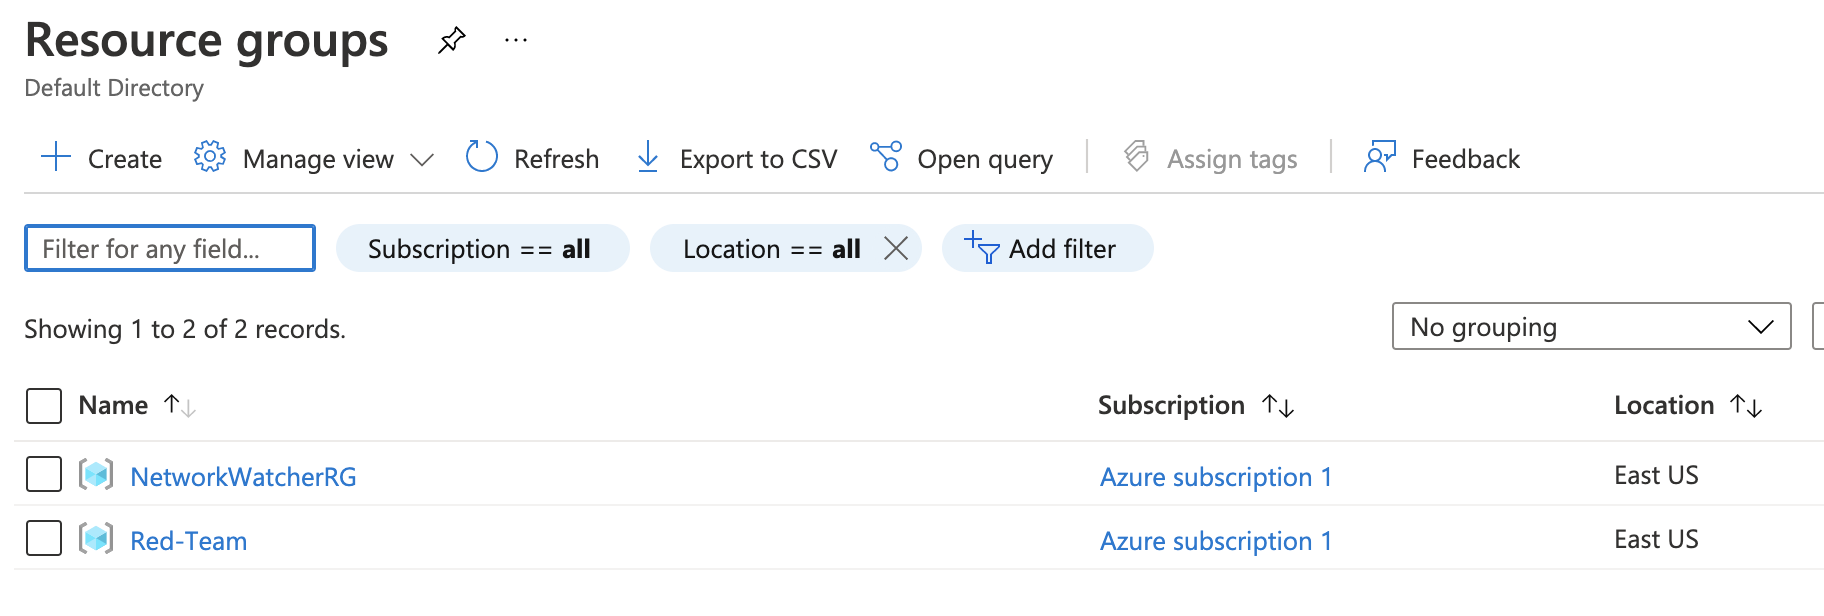 Resource groups ...
Default Directory
Create Manage view Refresh Export to CSV Open query Assign tags Feedback
Filter for any field... Subscription == all Location == all Add filter
Showing 1 to 2 of 2 records. No grouping
Name ↑↓ Subscription ↑↓ Location ↑↓
NetworkWatcherRG Azure subscription 1 East US
Red-Team Azure subscription 1 East US